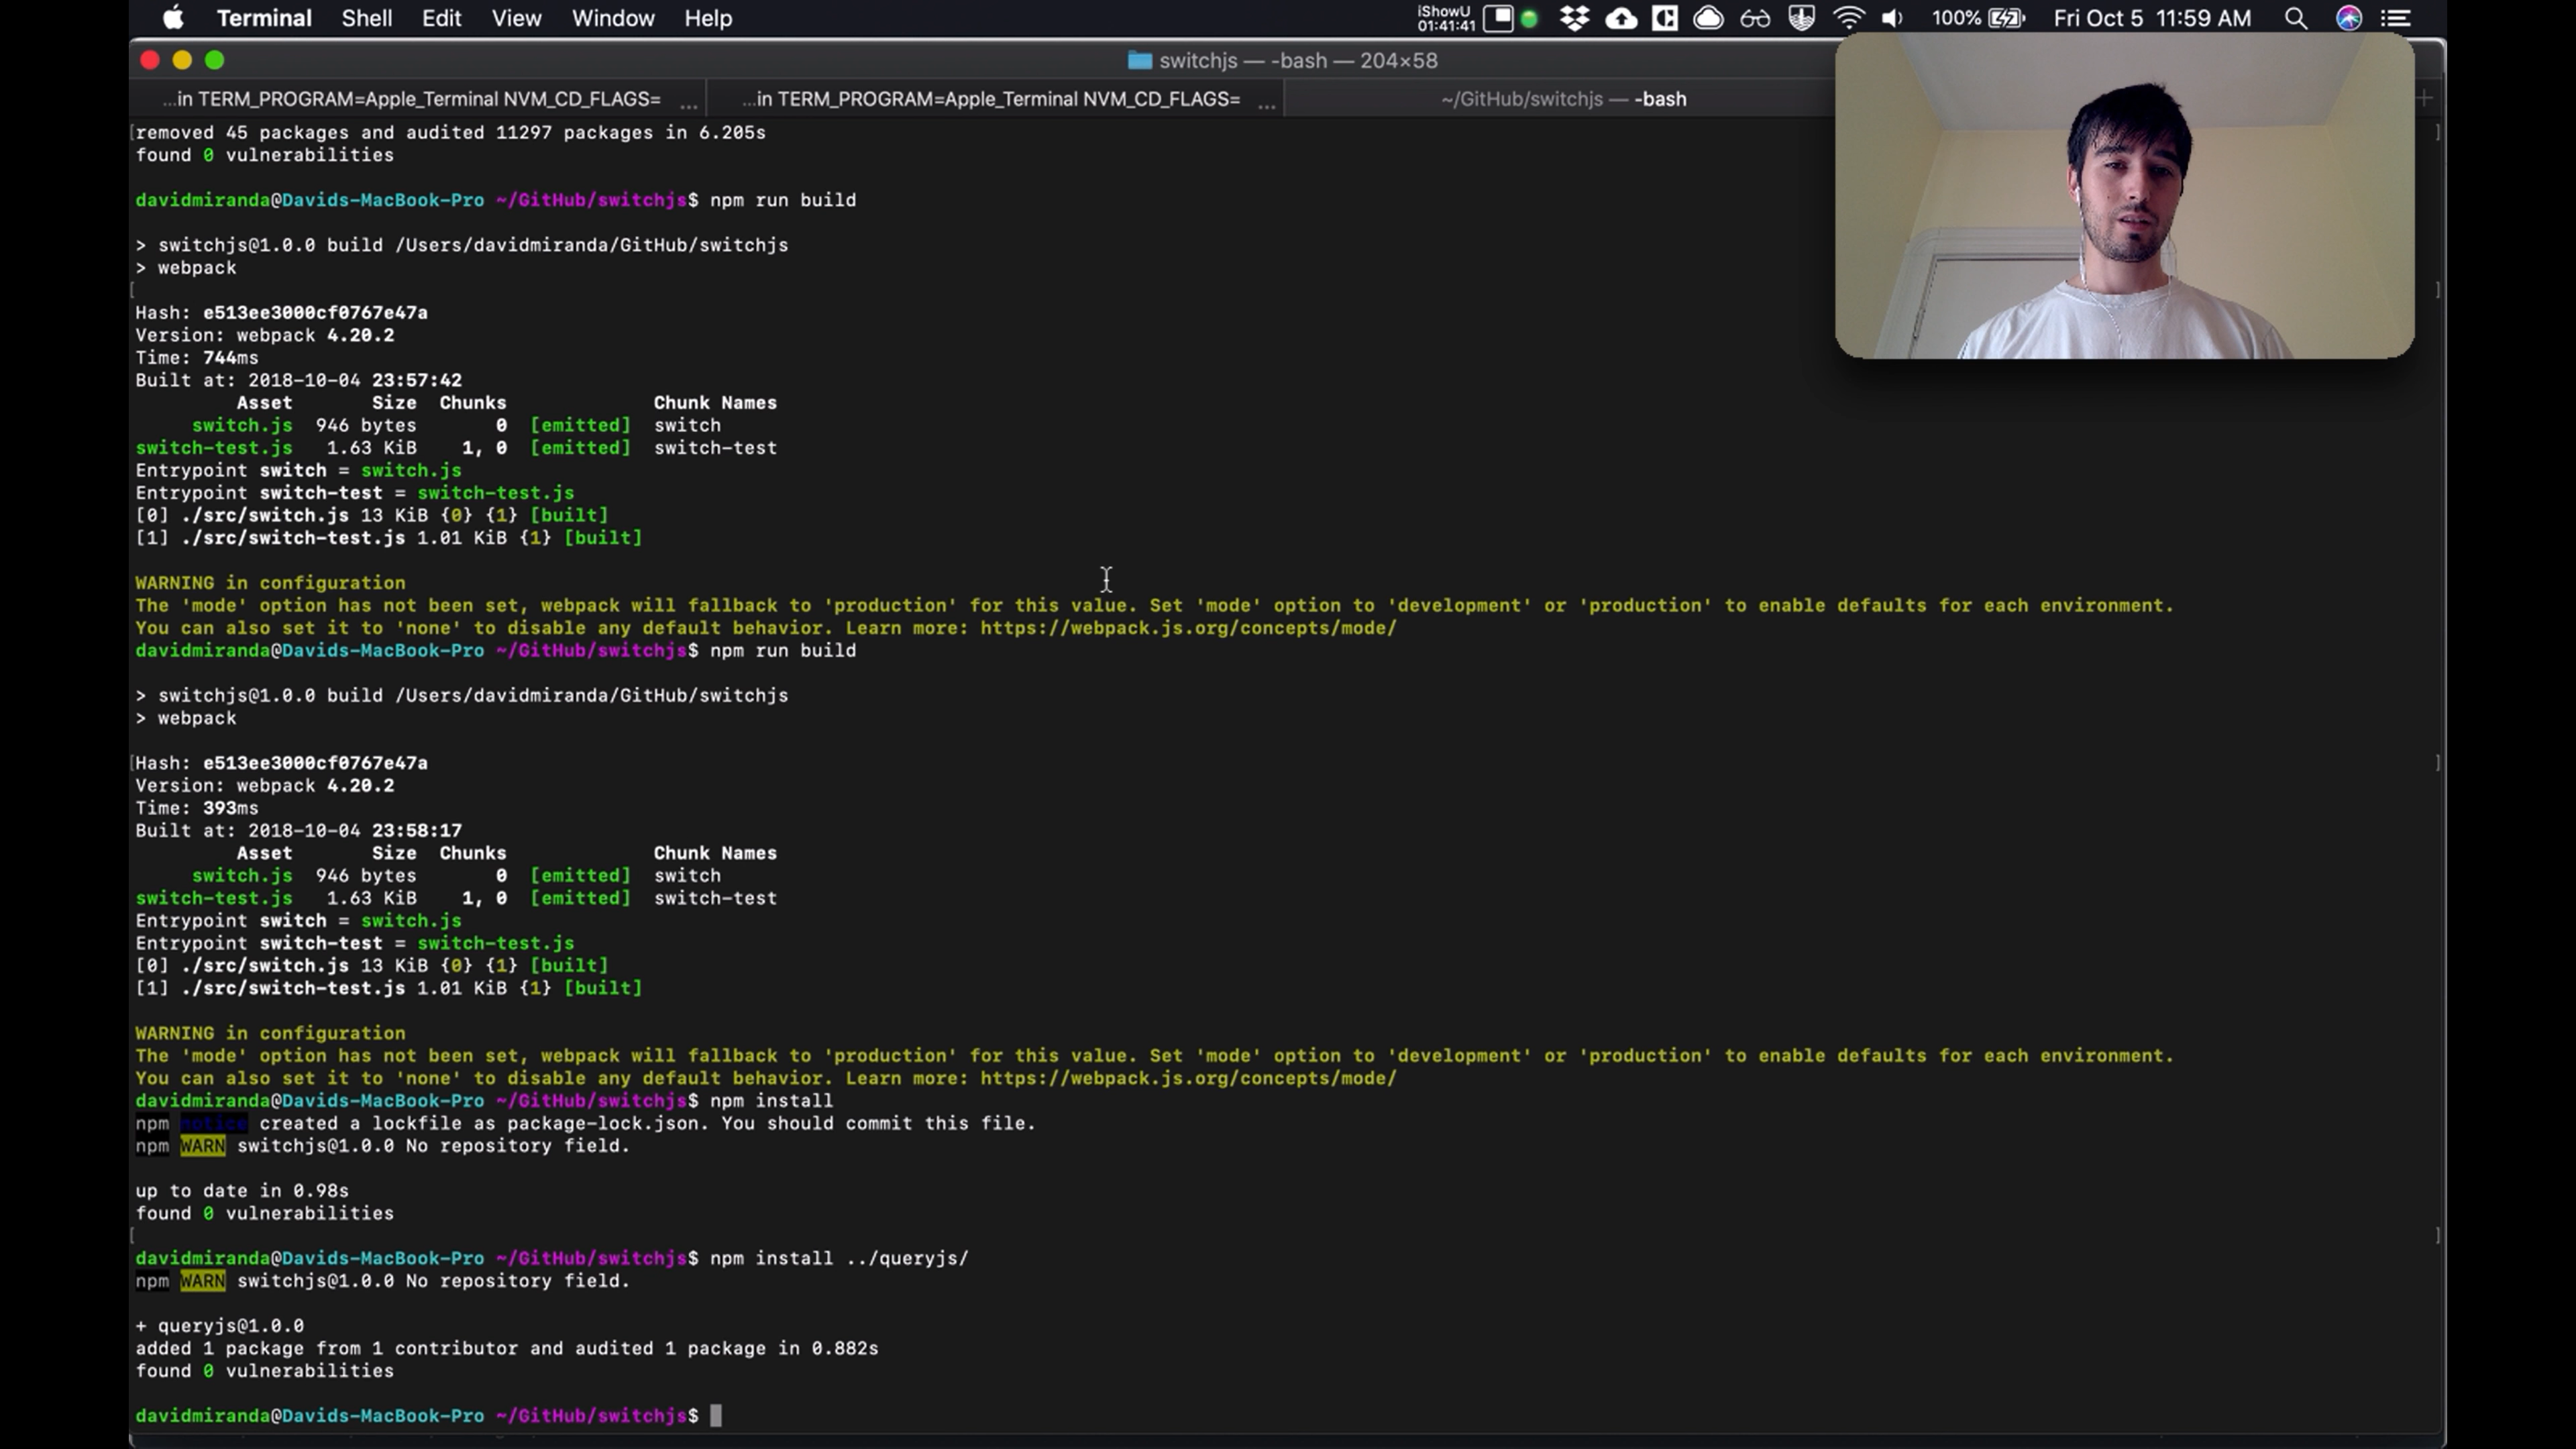 Terminal Shell Edit View Window Help iShowU 01:41:41 100% Fri Oct 5 11:59 AM
switchjs — -bash — 204×58
...in TERM_PROGRAM=Apple_Terminal NVM_CD_FLAGS= ... ...in TERM_PROGRAM=Apple_Terminal NVM_CD_FLAGS= ... ~/GitHub/switchjs — -bash +
removed 45 packages and audited 11297 packages in 6.205s
found 0 vulnerabilities
davidmiranda@Davids-MacBook-Pro ~/GitHub/switchjs$ npm run build
> switchjs@1.0.0 build /Users/davidmiranda/GitHub/switchjs
> webpack
Hash: e513ee3000cf0767e47a
Version: webpack 4.20.2
Time: 744ms
Built at: 2018-10-04 23:57:42
Asset Size Chunks Chunk Names
switch.js 946 bytes 0 [emitted] switch
switch-test.js 1.63 KiB 1, 0 [emitted] switch-test
Entrypoint switch = switch.js
Entrypoint switch-test = switch-test.js
[0] ./src/switch.js 13 KiB {0} {1} [built]
[1] ./src/switch-test.js 1.01 KiB {1} [built]
WARNING in configuration
The 'mode' option has not been set, webpack will fallback to 'production' for this value. Set 'mode' option to 'development' or 'production' to enable defaults for each environment.
You can also set it to 'none' to disable any default behavior. Learn more: https://webpack.js.org/concepts/mode/
davidmiranda@Davids-MacBook-Pro ~/GitHub/switchjs$ npm run build
> switchjs@1.0.0 build /Users/davidmiranda/GitHub/switchjs
> webpack
Hash: e513ee3000cf0767e47a
Version: webpack 4.20.2
Time: 393ms
Built at: 2018-10-04 23:58:17
Asset Size Chunks Chunk Names
switch.js 946 bytes 0 [emitted] switch
switch-test.js 1.63 KiB 1, 0 [emitted] switch-test
Entrypoint switch = switch.js
Entrypoint switch-test = switch-test.js
[0] ./src/switch.js 13 KiB {0} {1} [built]
[1] ./src/switch-test.js 1.01 KiB {1} [built]
WARNING in configuration
The 'mode' option has not been set, webpack will fallback to 'production' for this value. Set 'mode' option to 'development' or 'production' to enable defaults for each environment.
You can also set it to 'none' to disable any default behavior. Learn more: https://webpack.js.org/concepts/mode/
davidmiranda@Davids-MacBook-Pro ~/GitHub/switchjs$ npm install
npm notice created a lockfile as package-lock.json. You should commit this file.
npm WARN switchjs@1.0.0 No repository field.
up to date in 0.98s
found 0 vulnerabilities
davidmiranda@Davids-MacBook-Pro ~/GitHub/switchjs$ npm install ../queryjs/
npm WARN switchjs@1.0.0 No repository field.
+ queryjs@1.0.0
added 1 package from 1 contributor and audited 1 package in 0.882s
found 0 vulnerabilities
davidmiranda@Davids-MacBook-Pro ~/GitHub/switchjs$